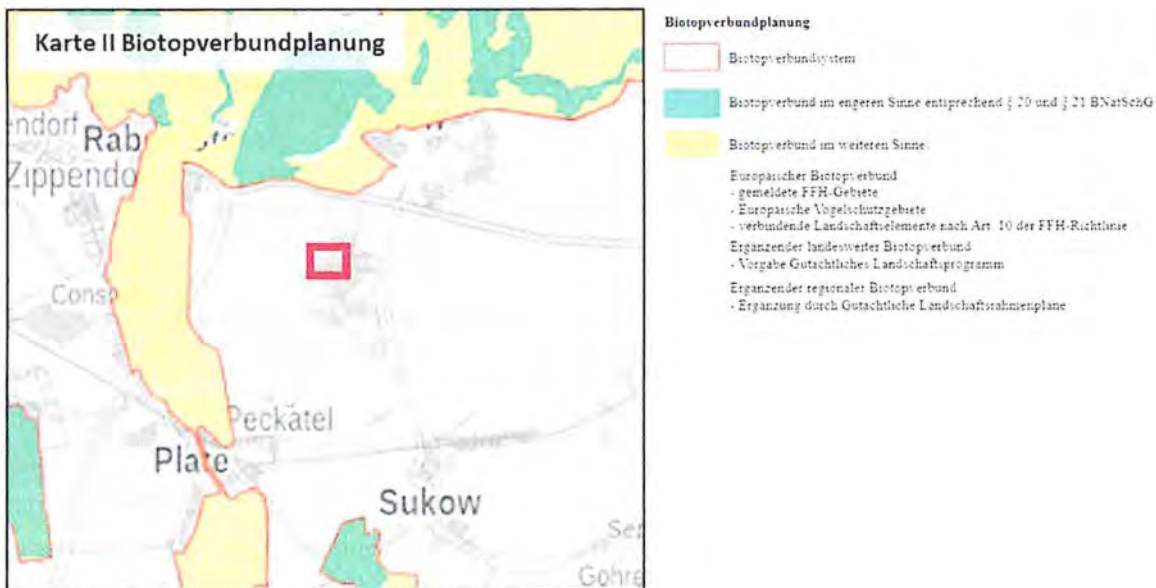 Karte II Biotopverbundplanung
endorf
Rab
Zippendo
Cons
Peckätel
Plate
Sukow
Gohre
Biotopverbundplanung
Biotopverbundsystem
Biotopverbund im engeren Sinne entsprechend § 20 und § 21 BNatSchG
Biotopverbund im weiteren Sinne
Europäischer Biotopverbund
- gemeldete FFH-Gebiete
- Europäische Vogelschutzgebiete
- verbindende Landschaftselemente nach Art. 10 der FFH-Richtlinie
Ergänzender landesweiter Biotopverbund
- Vorgabe Gutachtliches Landschaftsprogramm
Ergänzender regionaler Biotopverbund
- Ergänzung durch Gutachtliche Landschaftsrahmenpläne